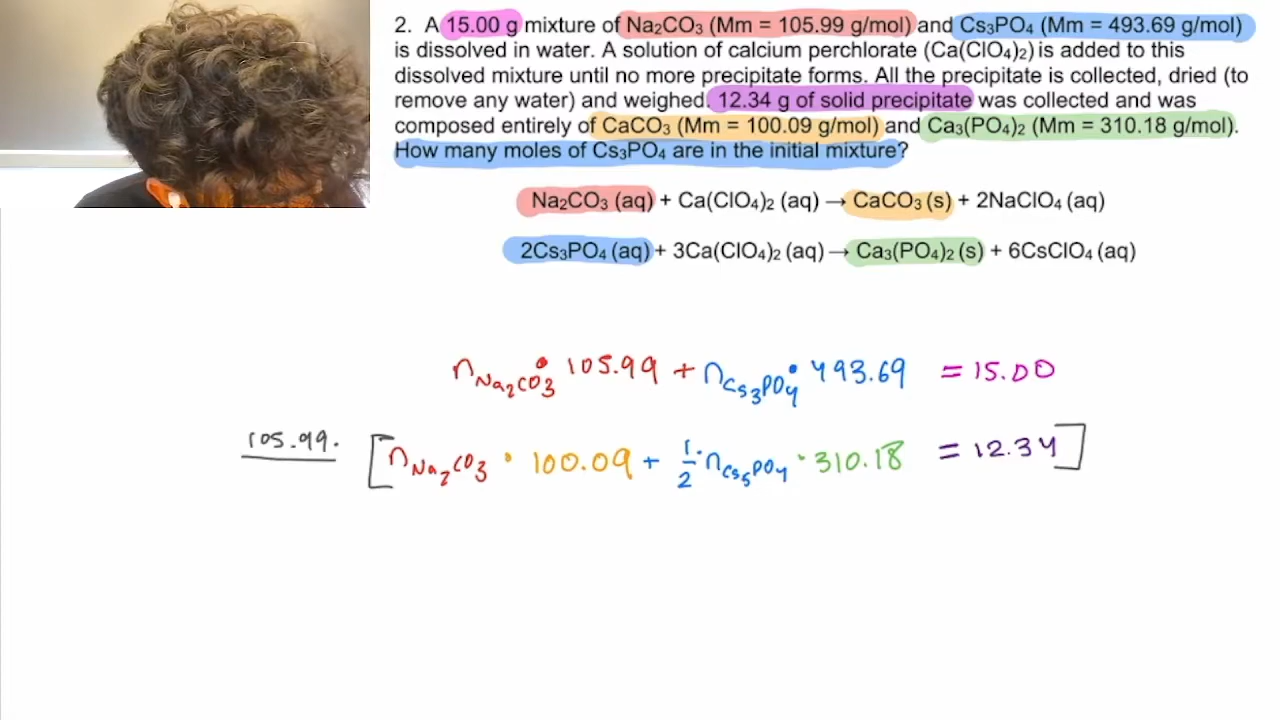 2. A 15.00 g mixture of Na₂CO₃ (Mm = 105.99 g/mol) and Cs₃PO₄ (Mm = 493.69 g/mol)
is dissolved in water. A solution of calcium perchlorate (Ca(ClO₄)₂) is added to this
dissolved mixture until no more precipitate forms. All the precipitate is collected, dried (to
remove any water) and weighed. 12.34 g of solid precipitate was collected and was
composed entirely of CaCO₃ (Mm = 100.09 g/mol) and Ca₃(PO₄)₂ (Mm = 310.18 g/mol).
How many moles of Cs₃PO₄ are in the initial mixture?
Na₂CO₃ (aq) + Ca(ClO₄)₂ (aq) → CaCO₃ (s) + 2NaClO₄ (aq)
2Cs₃PO₄ (aq) + 3Ca(ClO₄)₂ (aq) → Ca₃(PO₄)₂ (s) + 6CsClO₄ (aq)
n Na₂CO₃ • 105.99 + n Cs₃PO₄ • 493.69 = 15.00
105.99. [n Na₂CO₃ • 100.09 + 1/2 · n Cs₅PO₄ · 310.18 = 12.34]